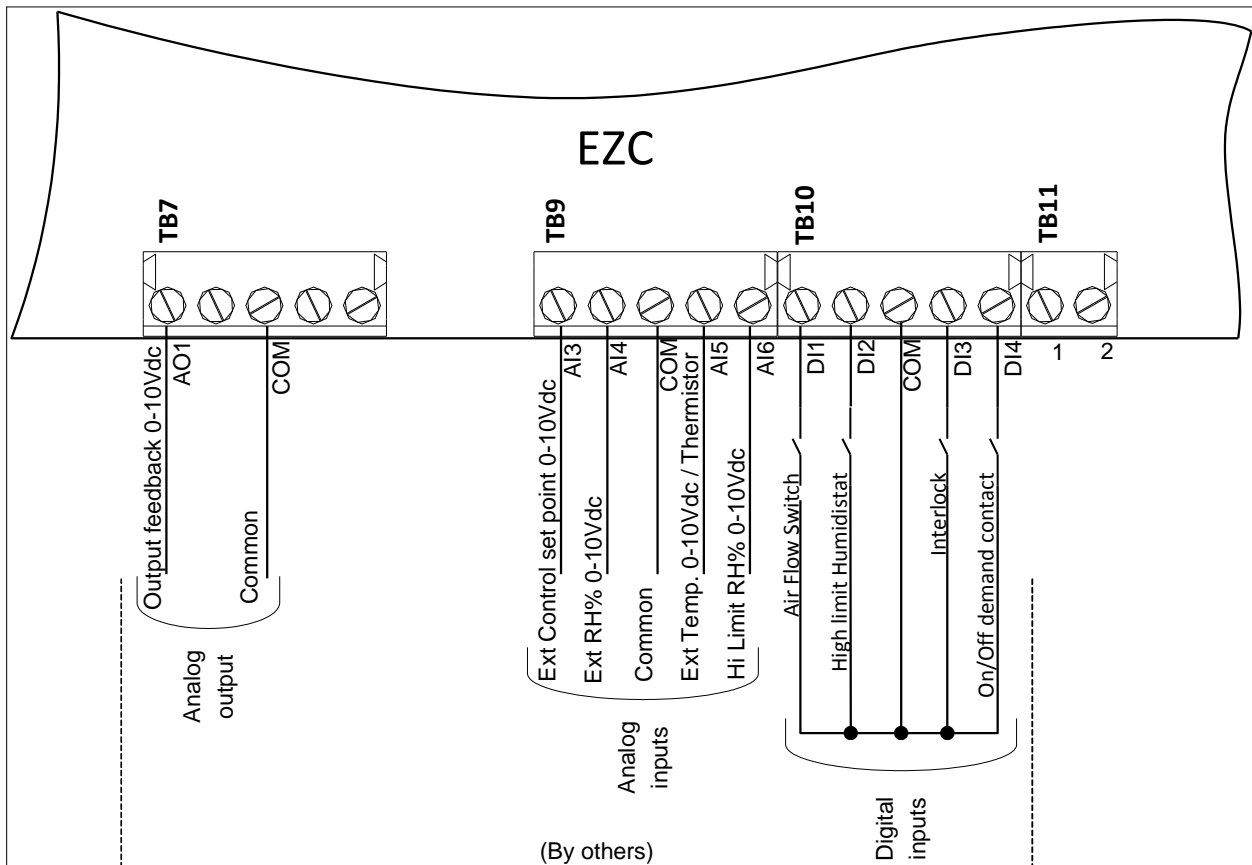 EZC
TB7
TB9
TB10
TB11
AO1
COM
AI3
AI4
COM
AI5
AI6
DI1
DI2
COM
DI3
DI4
1
2
Output feedback 0-10Vdc
Common
Ext Control set point 0-10Vdc
Ext RH% 0-10Vdc
Common
Ext Temp. 0-10Vdc / Thermistor
Hi Limit RH% 0-10Vdc
Air Flow Switch
High limit Humidistat
Interlock
On/Off demand contact
Analog
output
Analog
inputs
Digital
inputs
(By others)